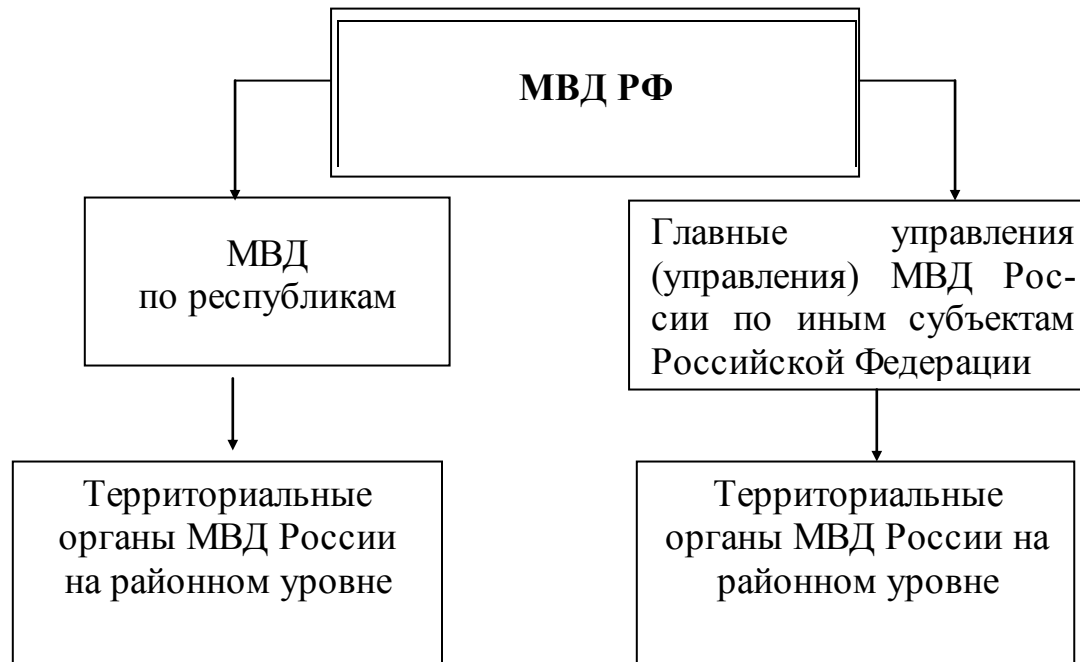 МВД РФ
МВД
по республикам
Главные управления
(управления) МВД Рос-
сии по иным субъектам
Российской Федерации
Территориальные
органы МВД России
на районном уровне
Территориальные
органы МВД России на
районном уровне